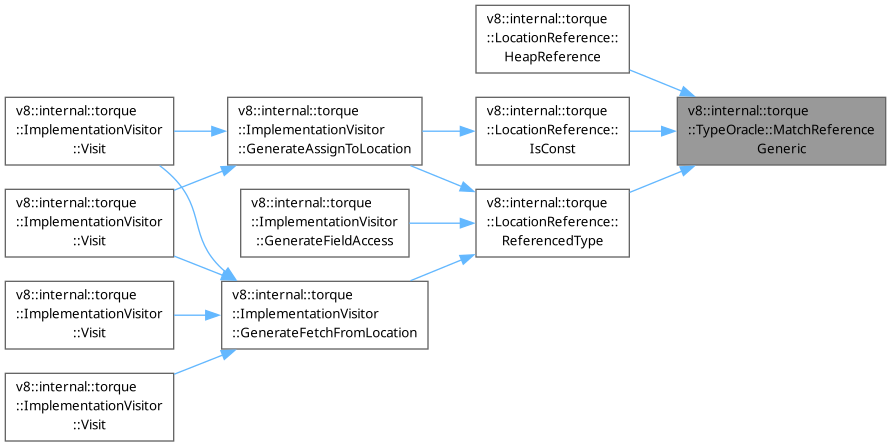 v8::internal::torque
::LocationReference::
HeapReference
v8::internal::torque
::ImplementationVisitor
::Visit
v8::internal::torque
::ImplementationVisitor
::GenerateAssignToLocation
v8::internal::torque
::LocationReference::
IsConst
v8::internal::torque
::TypeOracle::MatchReference
Generic
v8::internal::torque
::ImplementationVisitor
::Visit
v8::internal::torque
::ImplementationVisitor
::GenerateFieldAccess
v8::internal::torque
::LocationReference::
ReferencedType
v8::internal::torque
::ImplementationVisitor
::Visit
v8::internal::torque
::ImplementationVisitor
::GenerateFetchFromLocation
v8::internal::torque
::ImplementationVisitor
::Visit